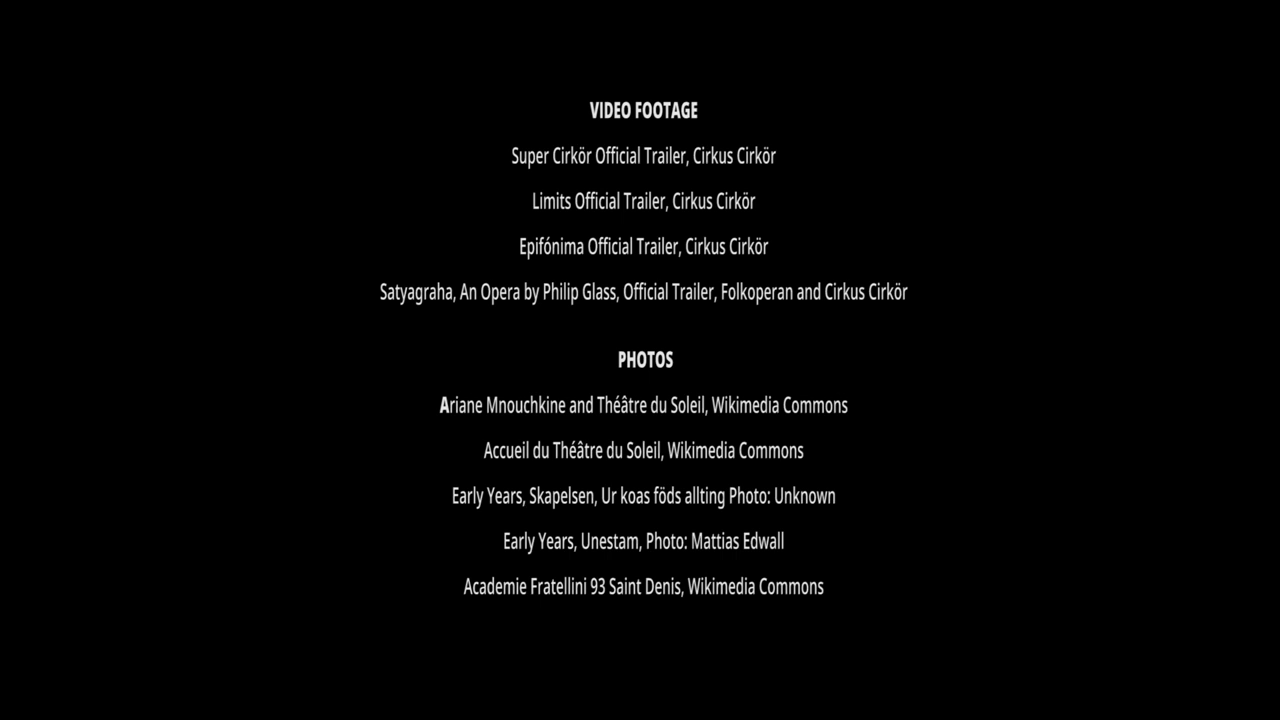 VIDEO FOOTAGE
Super Cirkör Official Trailer, Cirkus Cirkör
Limits Official Trailer, Cirkus Cirkör
Epifónima Official Trailer, Cirkus Cirkör
Satyagraha, An Opera by Philip Glass, Official Trailer, Folkoperan and Cirkus Cirkör
PHOTOS
Ariane Mnouchkine and Théâtre du Soleil, Wikimedia Commons
Accueil du Théâtre du Soleil, Wikimedia Commons
Early Years, Skapelsen, Ur koas föds allting Photo: Unknown
Early Years, Unestam, Photo: Mattias Edwall
Academie Fratellini 93 Saint Denis, Wikimedia Commons